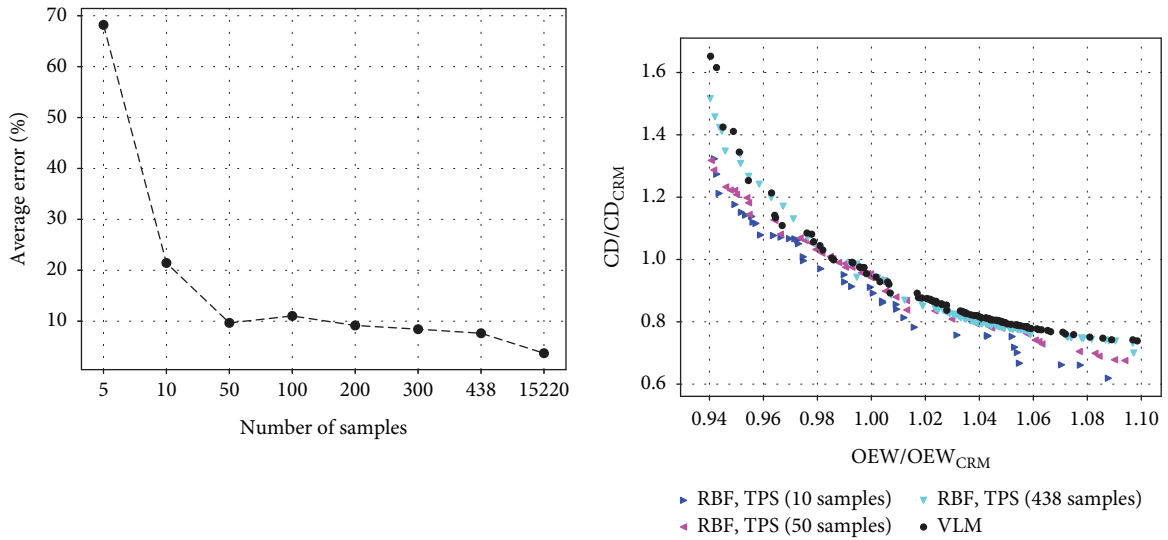 70
60
50
40
30
20
10
Average error (%)
5 10 50 100 200 300 438 15220
Number of samples
1.6
1.4
1.2
1.0
0.8
0.6
CD/CD_CRM
0.94 0.96 0.98 1.00 1.02 1.04 1.06 1.08 1.10
OEW/OEW_CRM
RBF, TPS (10 samples)
RBF, TPS (50 samples)
RBF, TPS (438 samples)
VLM